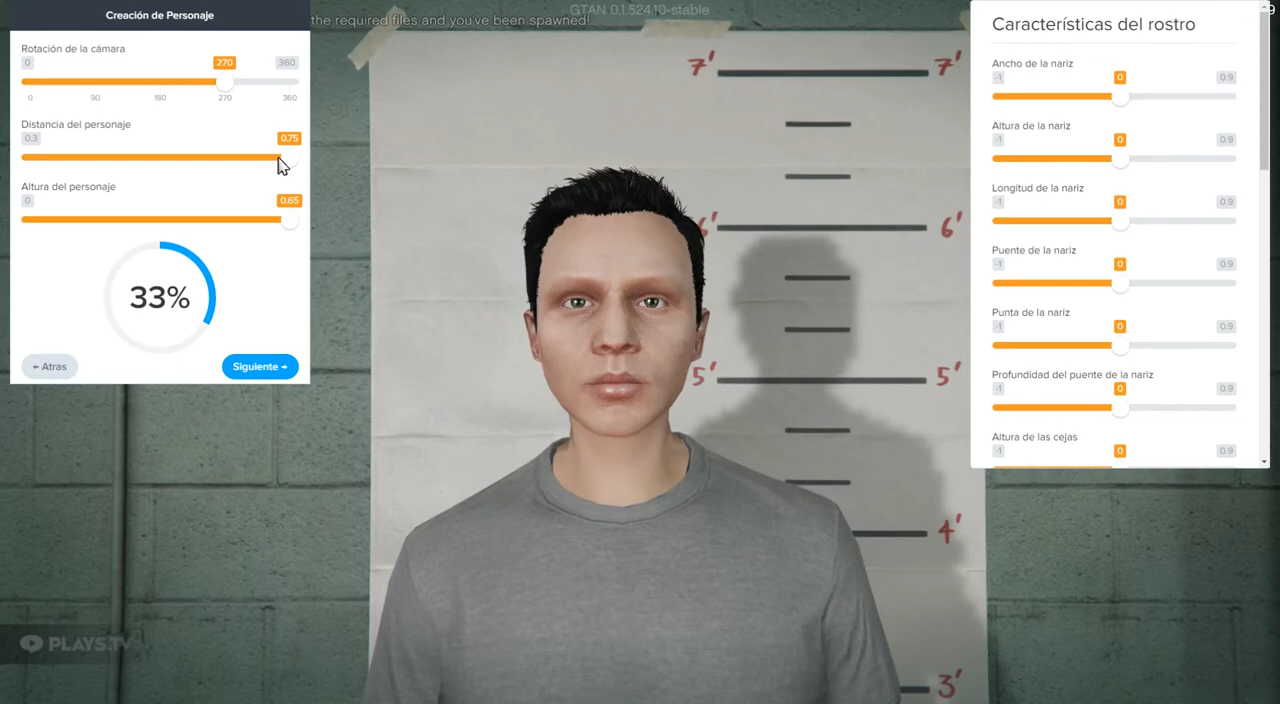 GTAN 0.1.524.10-stable
the required files and you've been spawned!
Creación de Personaje
Rotación de la cámara
0 270 360
0 90 180 270 360
Distancia del personaje
0.3 0.75
Altura del personaje
0 0.65
33%
← Atras Siguiente →
Características del rostro
Ancho de la nariz
-1 0 0.9
Altura de la nariz
-1 0 0.9
Longitud de la nariz
-1 0 0.9
Puente de la nariz
-1 0 0.9
Punta de la nariz
-1 0 0.9
Profundidad del puente de la nariz
-1 0 0.9
Altura de las cejas
-1 0 0.9
7' 7'
6' 6'
5' 5'
4'
3'
PLAYS.TV